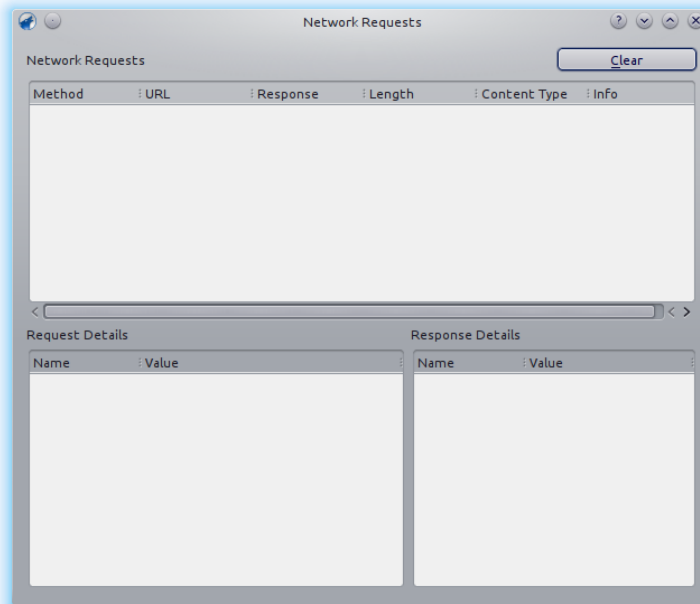 Network Requests
Network Requests Clear
Method URL Response Length Content Type Info
Request Details Response Details
Name Value Name Value